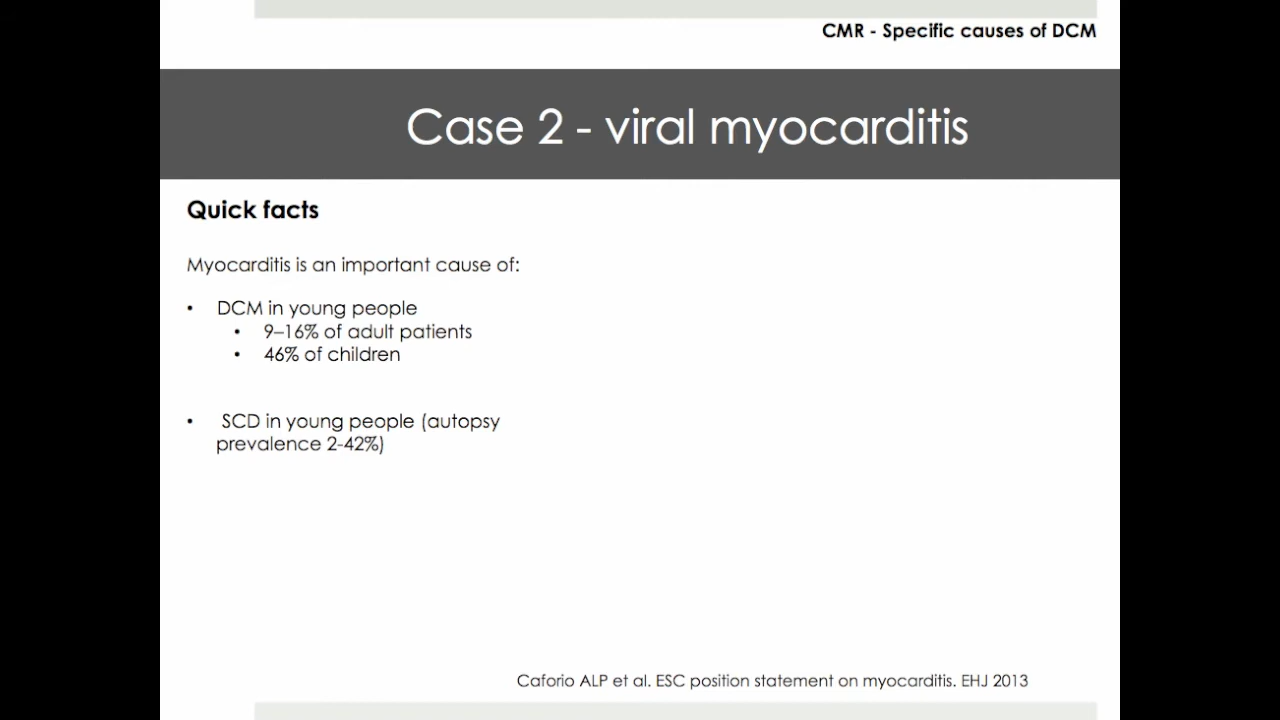 CMR - Specific causes of DCM
Case 2 - viral myocarditis
Quick facts
Myocarditis is an important cause of:
• DCM in young people
• 9–16% of adult patients
• 46% of children
• SCD in young people (autopsy
prevalence 2-42%)
Caforio ALP et al. ESC position statement on myocarditis. EHJ 2013